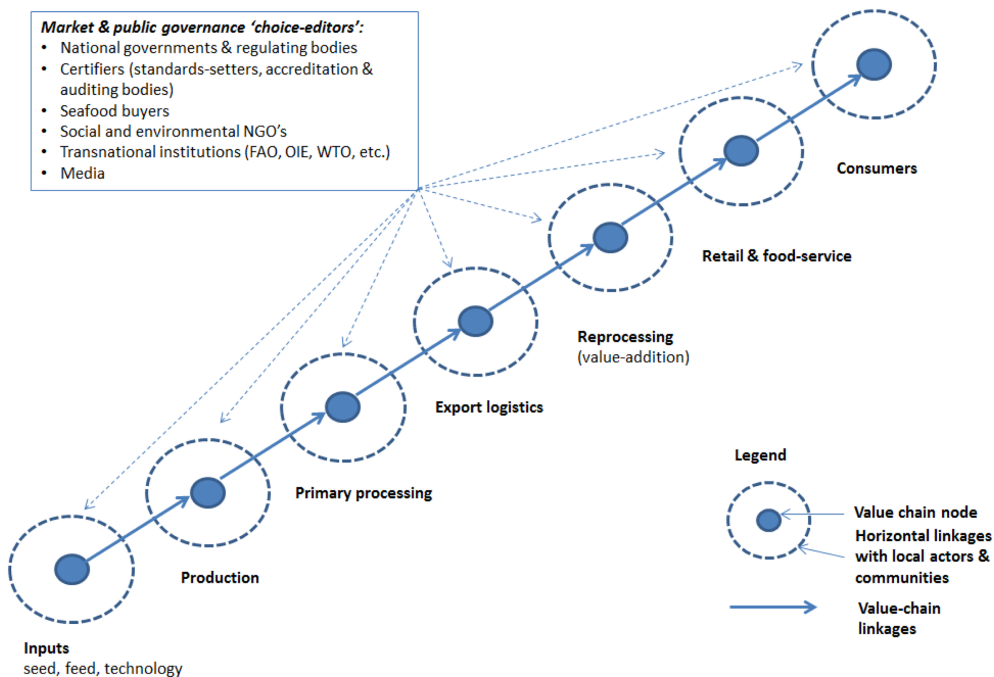 Market & public governance ‘choice-editors’:
• National governments & regulating bodies
• Certifiers (standards-setters, accreditation &
auditing bodies)
• Seafood buyers
• Social and environmental NGO’s
• Transnational institutions (FAO, OIE, WTO, etc.)
• Media
Consumers
Retail & food-service
Reprocessing
(value-addition)
Export logistics
Primary processing
Production
Inputs
seed, feed, technology
Legend
Value chain node
Horizontal linkages
with local actors &
communities
Value-chain
linkages